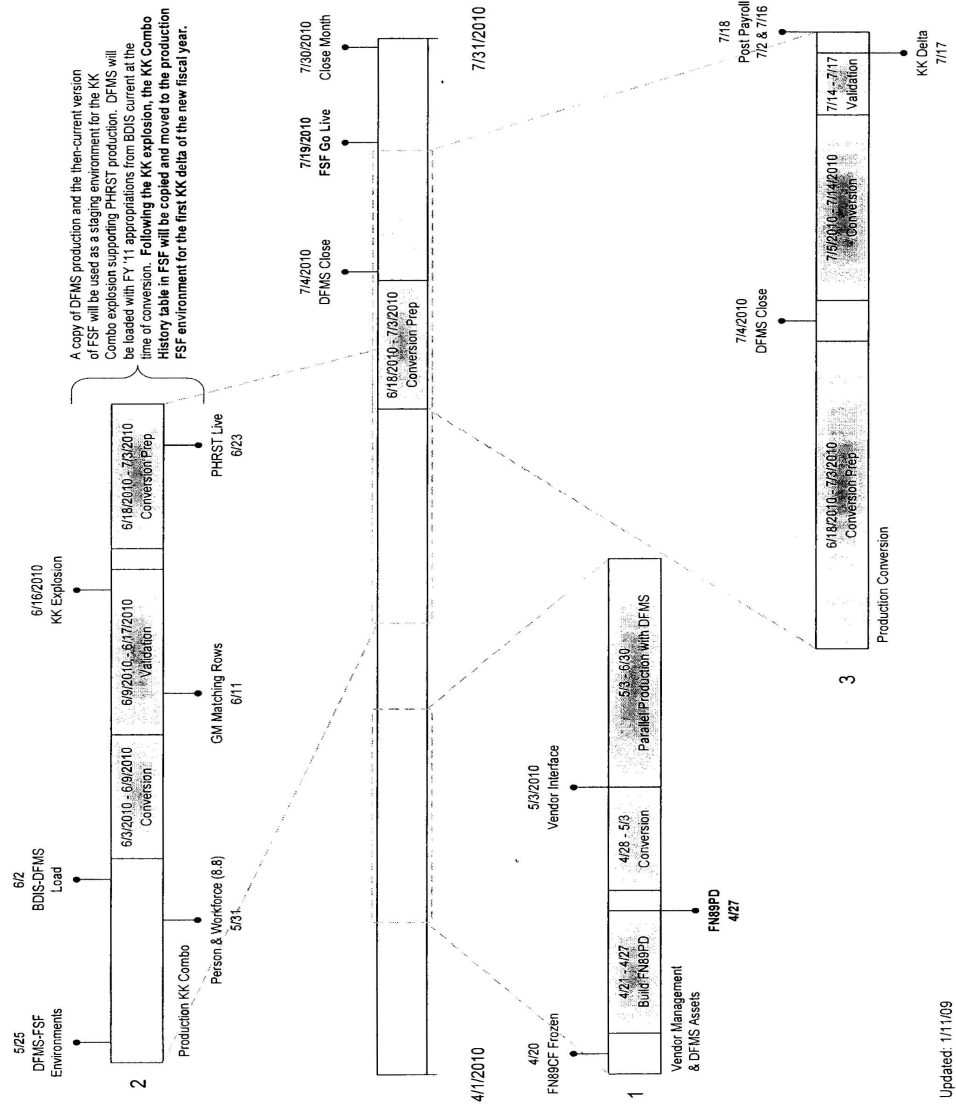 A copy of DFMS production and the then-current version
of FSF will be used as a staging environment for the KK
Combo explosion supporting PHRST production. DFMS will
be loaded with FY '11 appropriations from BDIS current at the
time of conversion. Following the KK explosion, the KK Combo
History table in FSF will be copied and moved to the production
FSF environment for the first KK delta of the new fiscal year.
5/25
DFMS-FSF
Environments
6/2
BDIS-DFMS
Load
6/16/2010
KK Explosion
2
6/3/2010 - 6/9/2010
Conversion
6/9/2010 - 6/17/2010
Validation
6/18/2010 - 7/3/2010
Conversion Prep
Production KK Combo
Person & Workforce (8.8)
5/31
GM Matching Rows
6/11
PHRST Live
6/23
7/4/2010
DFMS Close
7/19/2010
FSF Go Live
7/30/2010
Close Month
6/18/2010 - 7/3/2010
Conversion Prep
4/1/2010
7/31/2010
4/20
FN89CF Frozen
5/3/2010
Vendor Interface
1
4/21 - 4/27
Build FN89PD
4/28 - 5/3
Conversion
5/3 - 6/30
Parallel Production with DFMS
Vendor Management
& DFMS Assets
FN89PD
4/27
7/4/2010
DFMS Close
7/18
Post Payroll
7/2 & 7/16
3
6/18/2010 - 7/3/2010
Conversion Prep
7/5/2010 - 7/14/2010
Conversion
7/14 - 7/17
Validation
Production Conversion
KK Delta
7/17
Updated: 1/11/09